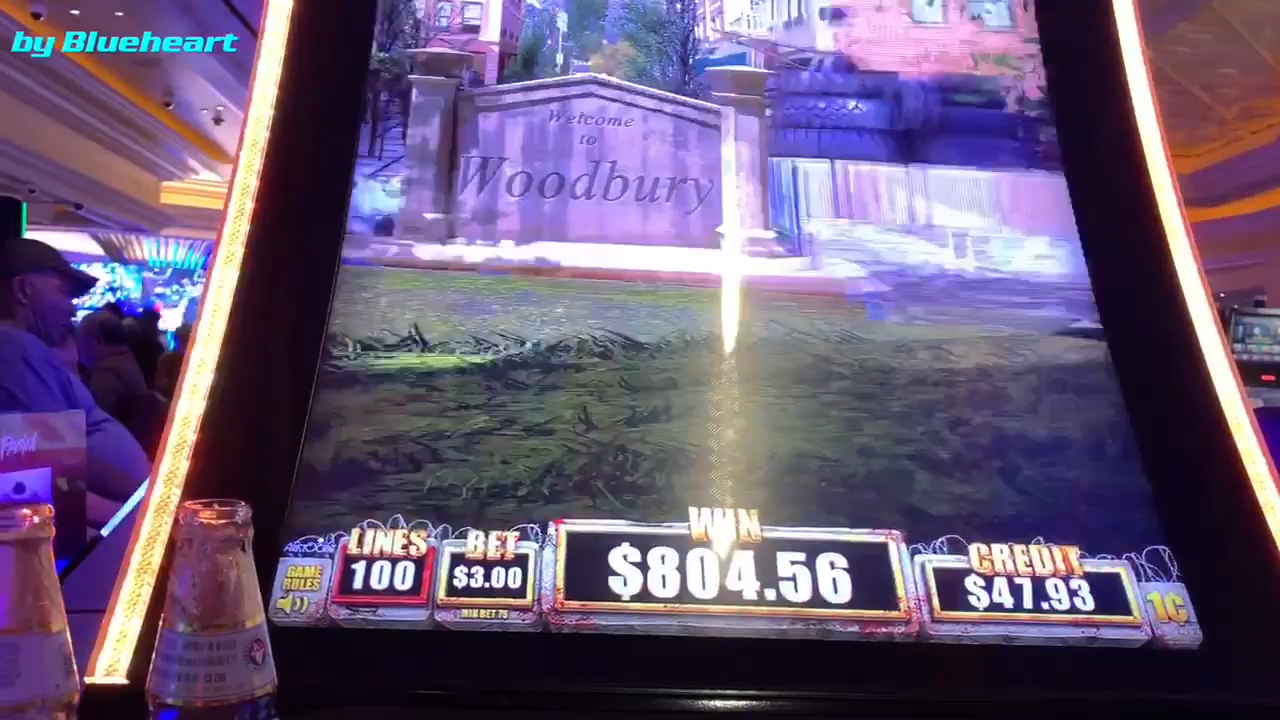 by Blueheart
Welcome
to
Woodbury
WIN
LINES
100
BET
$3.00
MIN BET 75
$804.56
CREDIT
$47.93
GAME
RULES
1¢